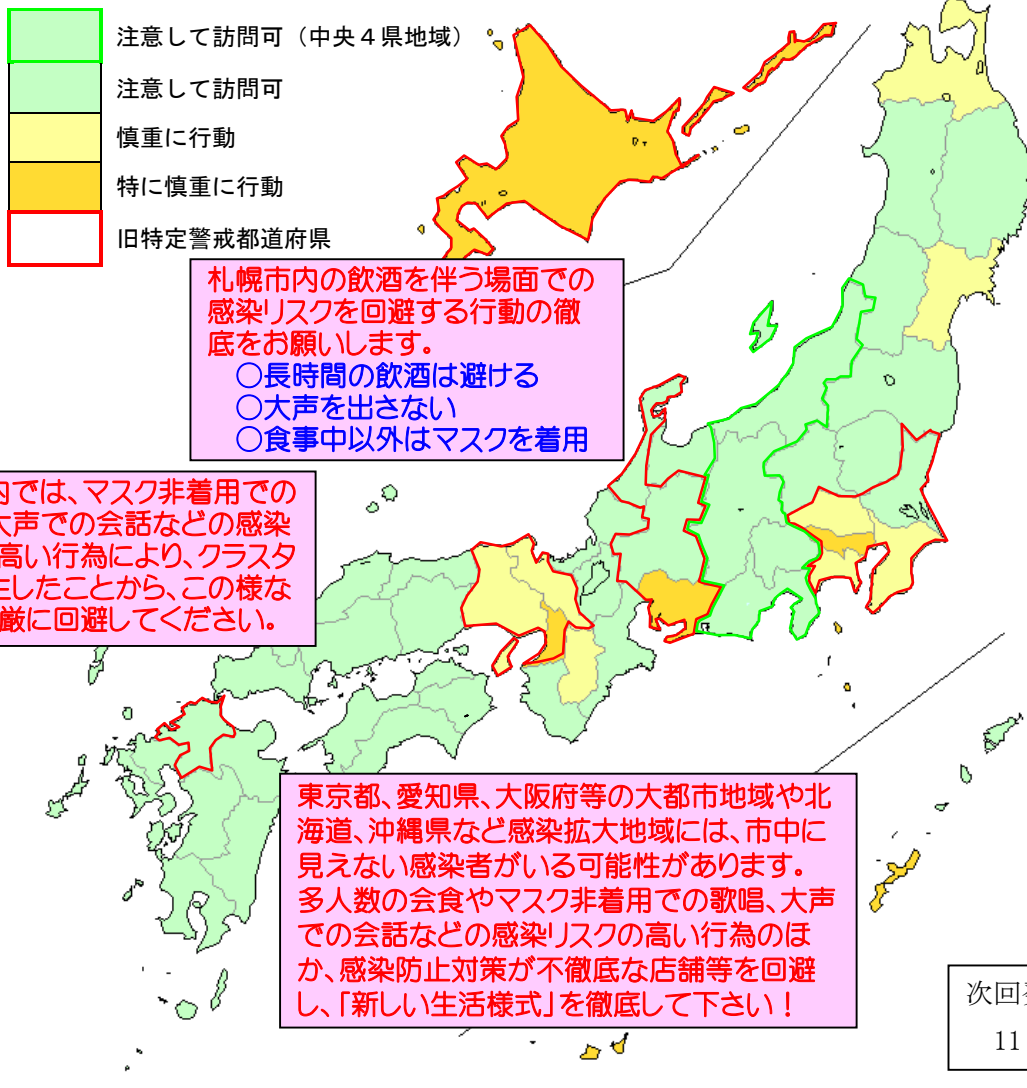 注意して訪問可（中央４県地域）
注意して訪問可
慎重に行動
特に慎重に行動
旧特定警戒都道府県
札幌市内の飲酒を伴う場面での
感染リスクを回避する行動の徹
底をお願いします。
○長時間の飲酒は避ける
○大声を出さない
○食事中以外はマスクを着用
内では、マスク非着用での
大声での会話などの感染
高い行為により、クラスタ
生したことから、この様な
厳に回避してください。
東京都、愛知県、大阪府等の大都市地域や北
海道、沖縄県など感染拡大地域には、市中に
見えない感染者がいる可能性があります。
多人数の会食やマスク非着用での歌唱、大声
での会話などの感染リスクの高い行為のほ
か、感染防止対策が不徹底な店舗等を回避
し、「新しい生活様式」を徹底して下さい！
次回
11